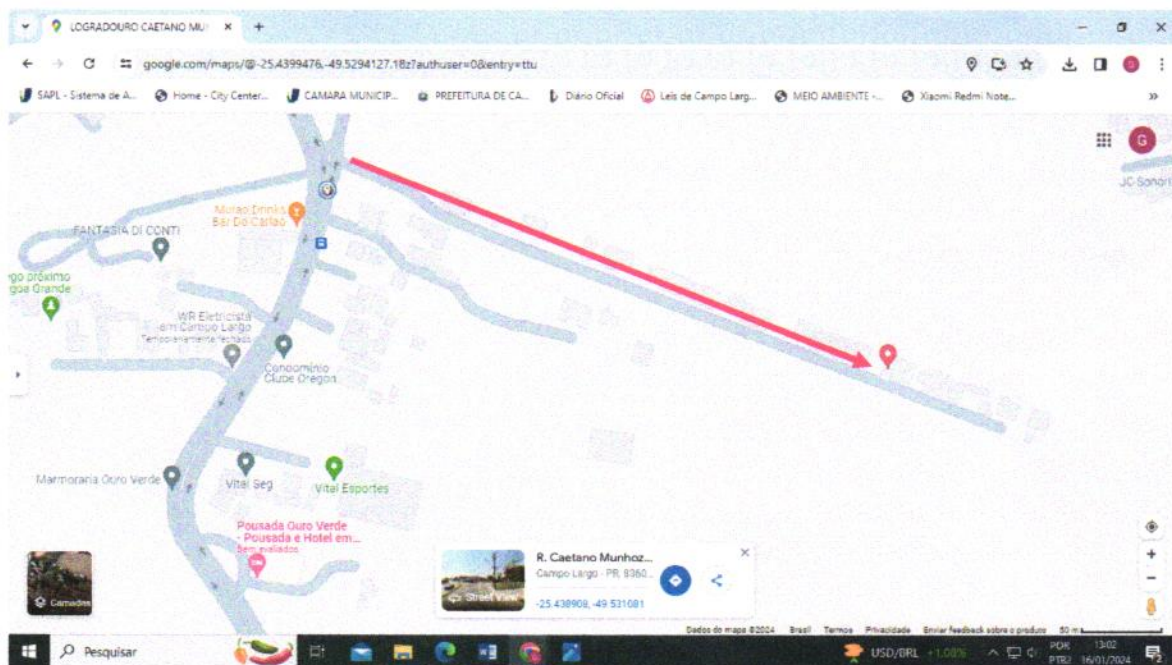 LOGRADOURO CAETANO MU
google.com/maps/@-25.4399476,-49.5294127,18z?authuser=0&entry=ttu
SAPL - Sistema de A...
Home - City Center...
CAMARA MUNICIP...
PREFEITURA DE CA...
Diário Oficial
Leis de Campo Larg...
MEIO AMBIENTE -...
Xiaomi Redmi Note...
»
G
JC-Sonori
Murao Drinks
Bar Do Carlão
FANTASIA DI CONTI
ego próximo
agoa Grande
WR Eletricista
em Campo Largo
Temporariamente fechado
Condomínio
Clube Oregon
Marmoraria Ouro Verde
Vital Seg
Vital Esportes
Pousada Ouro Verde
- Pousada e Hotel em...
Bem avaliados
Camadas
Street View
R. Caetano Munhoz...
Campo Largo - PR, 8360...
-25.438908, -49.531081
Dados do mapa ©2024 Brasil Termos Privacidade Enviar feedback sobre o produto 50 m
Pesquisar
USD/BRL +1,08%
POR
PTB2
13:02
16/01/2024